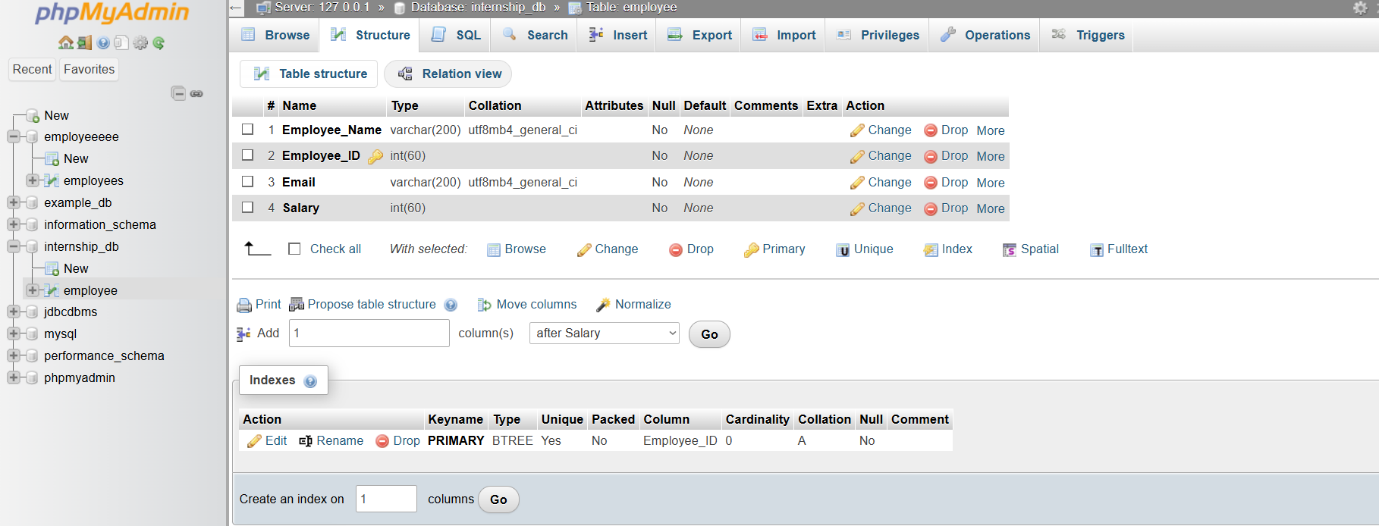 phpMyAdmin
Recent Favorites
New
employeeeee
New
employees
example_db
information_schema
internship_db
New
employee
jdbcdbms
mysql
performance_schema
phpmyadmin
← Server: 127.0.0.1 » Database: internship_db » Table: employee
Browse Structure SQL Search Insert Export Import Privileges Operations Triggers
Table structure Relation view
# Name Type Collation Attributes Null Default Comments Extra Action
1 Employee_Name varchar(200) utf8mb4_general_ci No None Change Drop More
2 Employee_ID int(60) No None Change Drop More
3 Email varchar(200) utf8mb4_general_ci No None Change Drop More
4 Salary int(60) No None Change Drop More
Check all With selected: Browse Change Drop Primary U Unique Index S Spatial T Fulltext
Print Propose table structure Move columns Normalize
Add 1 column(s) after Salary Go
Indexes
Action Keyname Type Unique Packed Column Cardinality Collation Null Comment
Edit Rename Drop PRIMARY BTREE Yes No Employee_ID 0 A No
Create an index on 1 columns Go